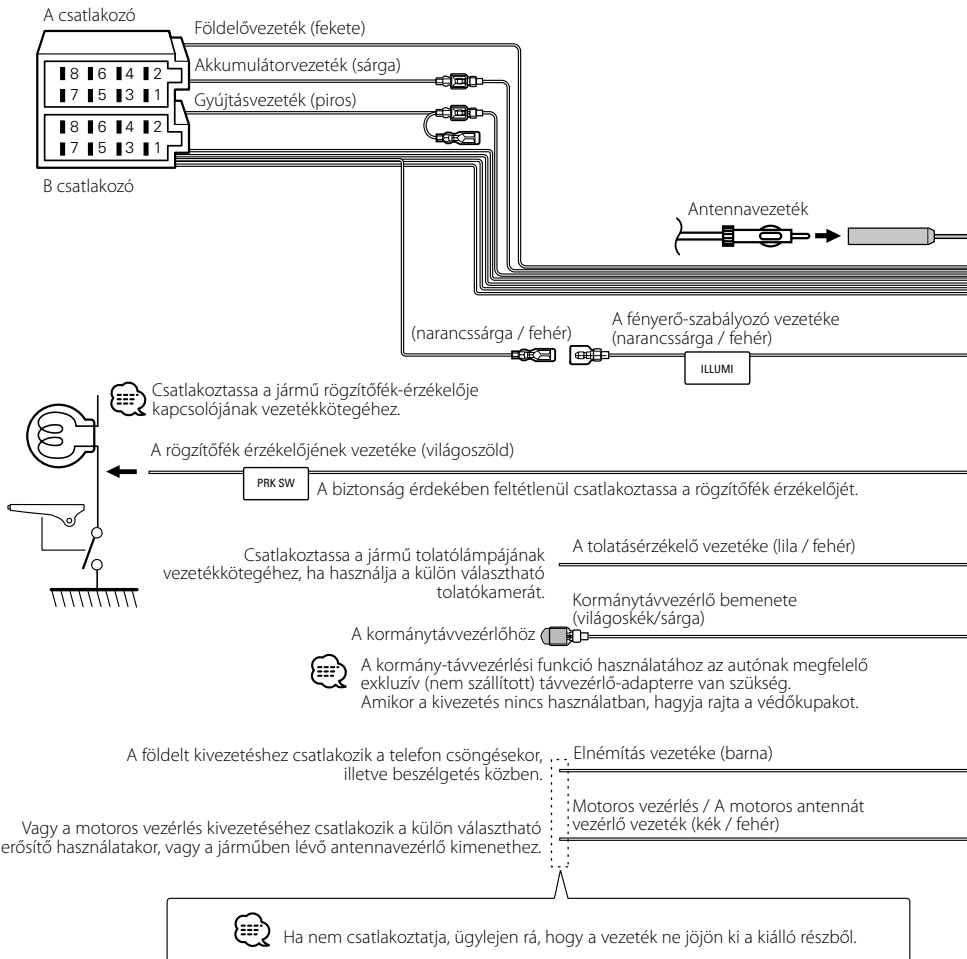 A csatlakozó
Földelővezeték (fekete)
Akkumulátorvezeték (sárga)
Gyújtásvezeték (piros)
8 6 4 2
7 5 3 1
8 6 4 2
7 5 3 1
B csatlakozó
Antennavezeték
(narancssárga / fehér)
A fényerő-szabályozó vezetéke
(narancssárga / fehér)
ILLUMI
Csatlakoztassa a jármű rögzítőfék-érzékelője
kapcsolójának vezetékkötegéhez.
A rögzítőfék érzékelőjének vezetéke (világoszöld)
PRK SW
A biztonság érdekében feltétlenül csatlakoztassa a rögzítőfék érzékelőjét.
Csatlakoztassa a jármű tolatólámpájának
vezetékkötegéhez, ha használja a külön választható
tolatókamerát.
A tolatásérzékelő vezetéke (lila / fehér)
Kormánytávvezérlő bemenete
(világoskék/sárga)
A kormánytávvezérlőhöz
A kormány-távvezérlési funkció használatához az autónak megfelelő
exkluzív (nem szállított) távvezérlő-adapterre van szükség.
Amikor a kivezetés nincs használatban, hagyja rajta a védőkupakot.
A földelt kivezetéshez csatlakozik a telefon csöngésekor,
illetve beszélgetés közben.
Elnémítás vezetéke (barna)
Vagy a motoros vezérlés kivezetéséhez csatlakozik a külön választható
erősítő használatakor, vagy a járműben lévő antennavezérlő kimenethez.
Motoros vezérlés / A motoros antennát
vezérlő vezeték (kék / fehér)
Ha nem csatlakoztatja, ügylejen rá, hogy a vezeték ne jöjön ki a kiálló részből.